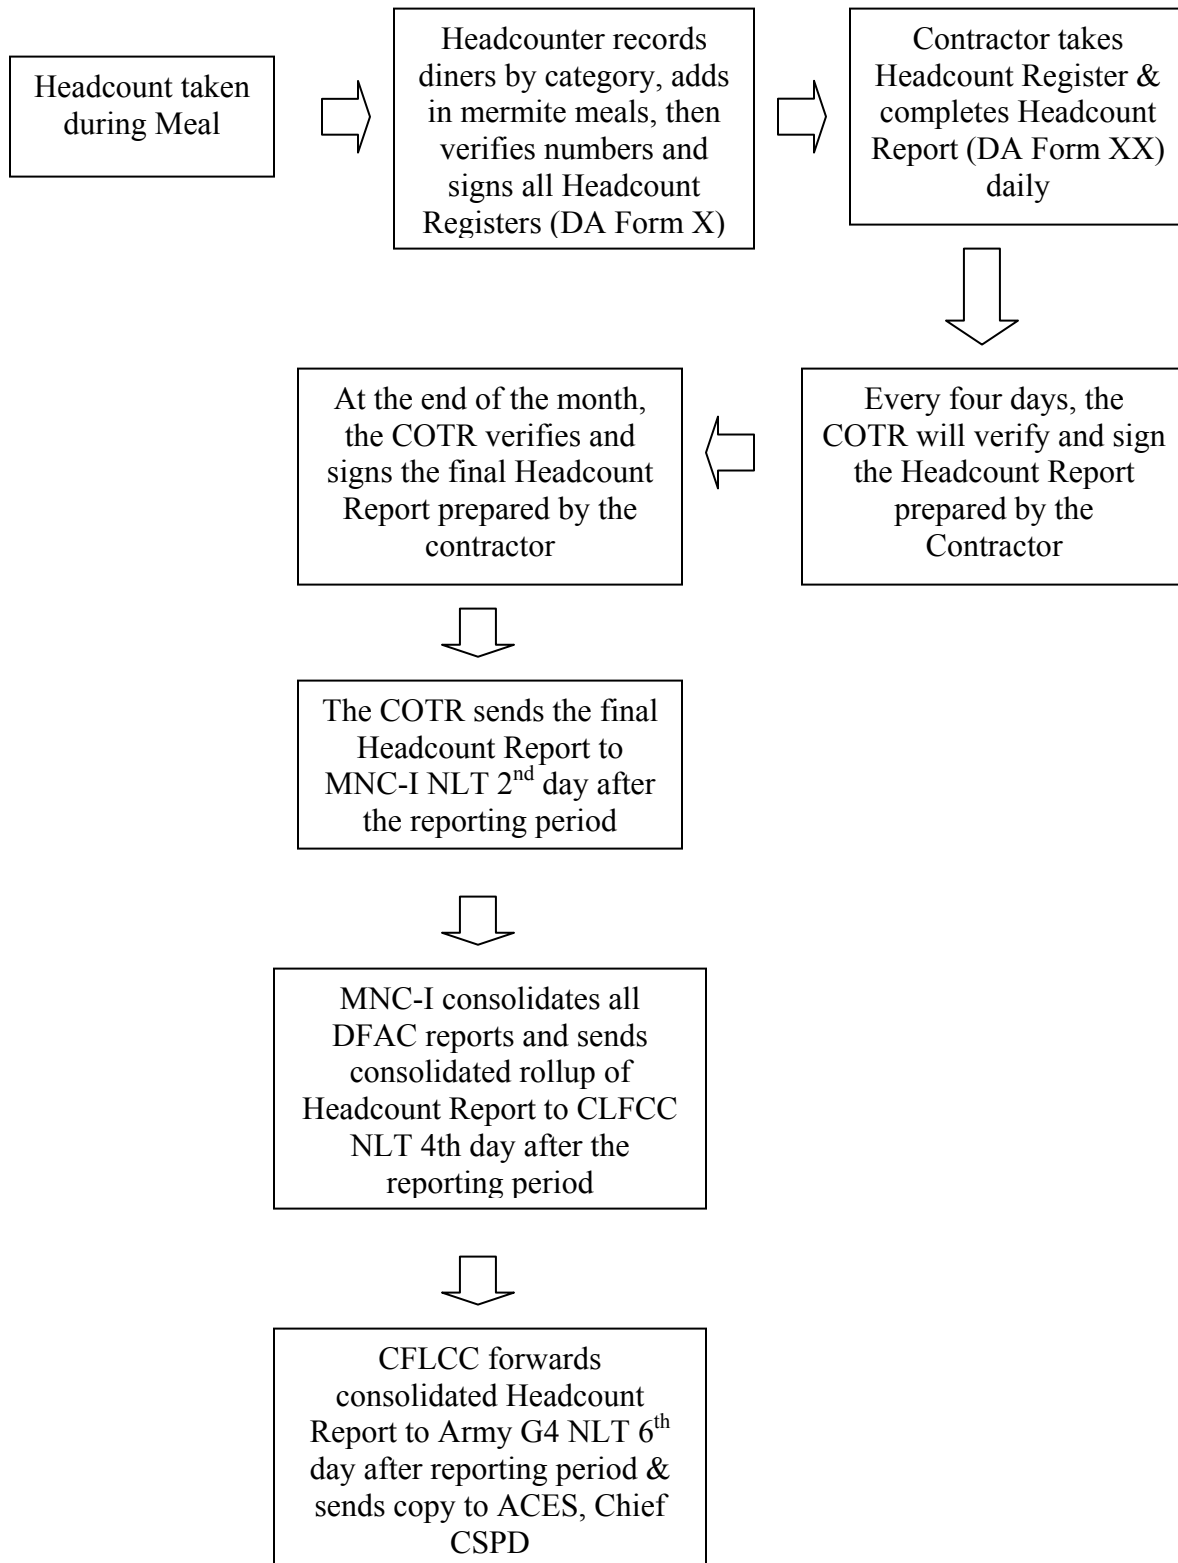 Headcount taken
during Meal
Headcounter records
diners by category, adds
in mermite meals, then
verifies numbers and
signs all Headcount
Registers (DA Form X)
Contractor takes
Headcount Register &
completes Headcount
Report (DA Form XX)
daily
Every four days, the
COTR will verify and sign
the Headcount Report
prepared by the
Contractor
At the end of the month,
the COTR verifies and
signs the final Headcount
Report prepared by the
contractor
The COTR sends the final
Headcount Report to
MNC-I NLT 2nd day after
the reporting period
MNC-I consolidates all
DFAC reports and sends
consolidated rollup of
Headcount Report to CLFCC
NLT 4th day after the
reporting period
CFLCC forwards
consolidated Headcount
Report to Army G4 NLT 6th
day after reporting period &
sends copy to ACES, Chief
CSPD